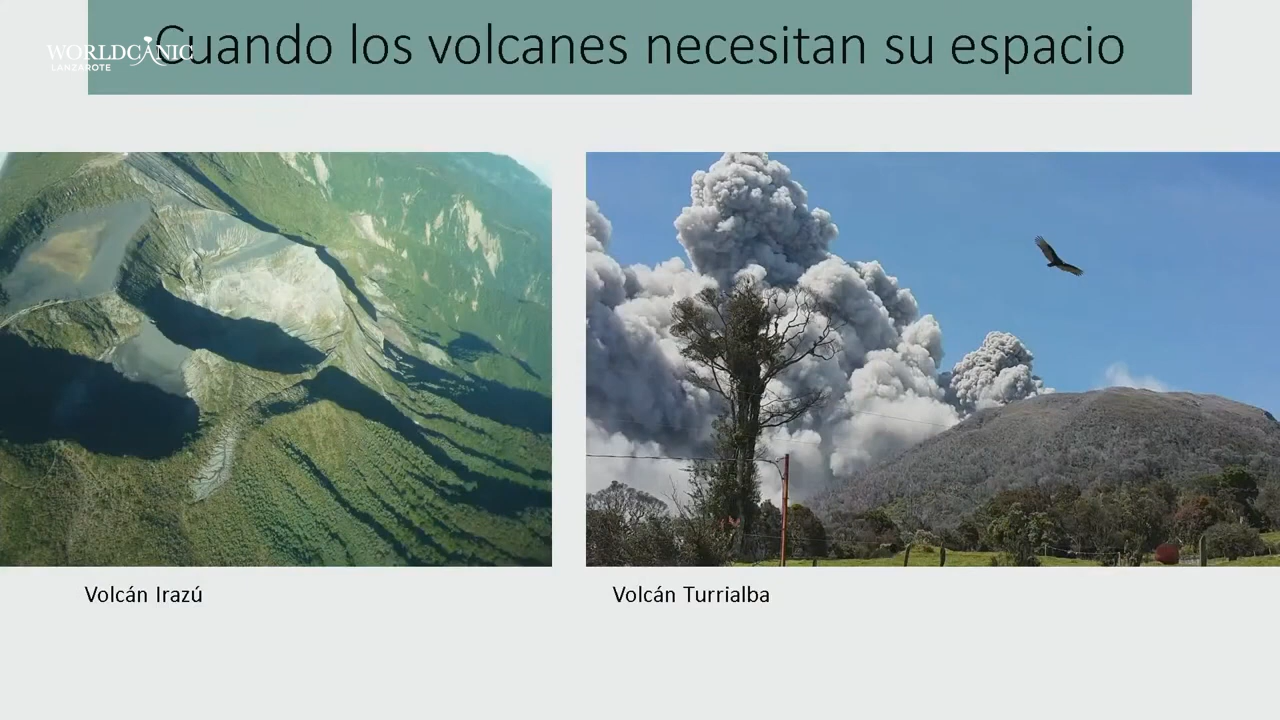 Cuando los volcanes necesitan su espacio
WORLDCANIC
LANZAROTE
Volcán Irazú
Volcán Turrialba